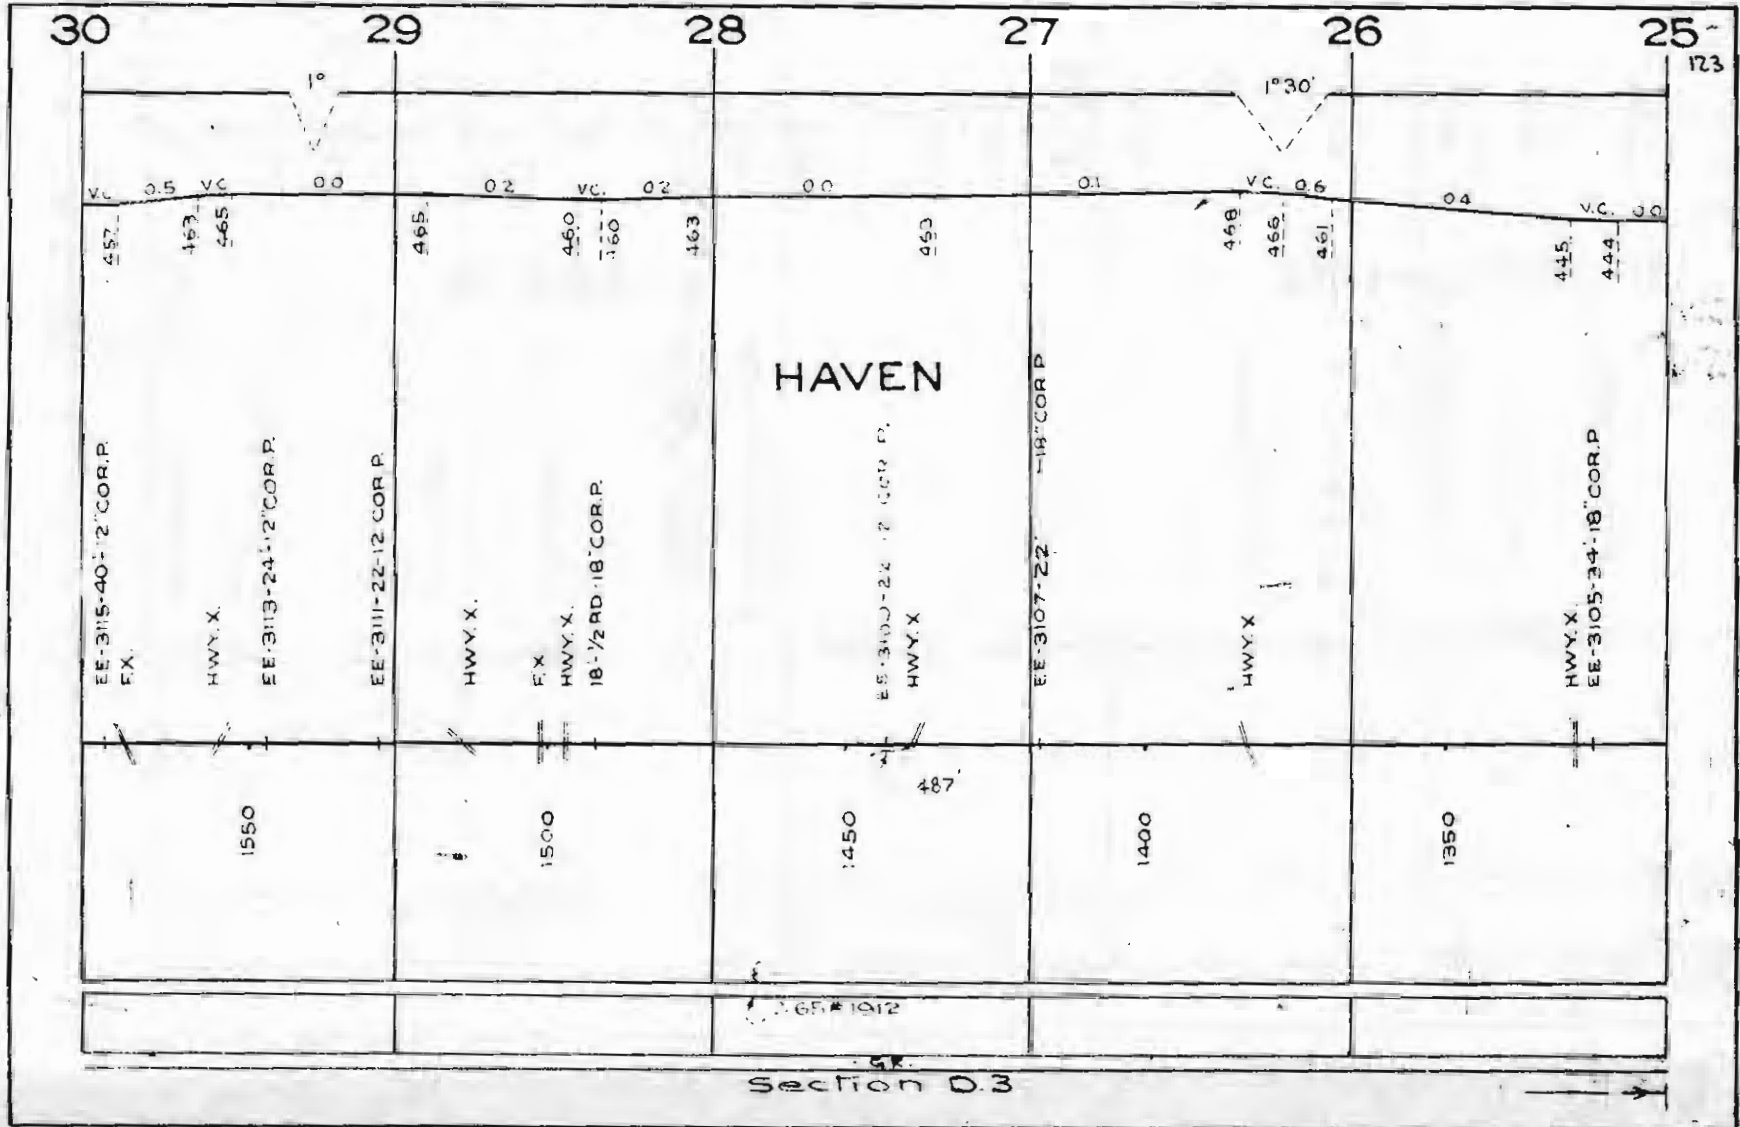 30 29 28 27 26 25
123
1° 1°30'
V.C. 0.5 V.C. 0.0 0.2 V.C. 0.2 0.0 0.1 V.C. 0.6 0.4 V.C. 0.0
457 463 465 465 460 460 463 463 468 466 461 445 444
HAVEN
EE-3115-40'-12"COR.P.
F.X.
HWY. X.
EE-3113-24'-12"COR.P.
EE-3111-22-12"COR.P.
HWY. X.
F.X.
HWY. X.
18'-1/2 RD-18"COR.P.
HWY. X
EE-3107-22' -18"COR.P
HWY. X
HWY. X
EE-3105-34'-18"COR.P
487'
1550 1500 1450 1400 1350
65# 1912
GR.
Section D.3